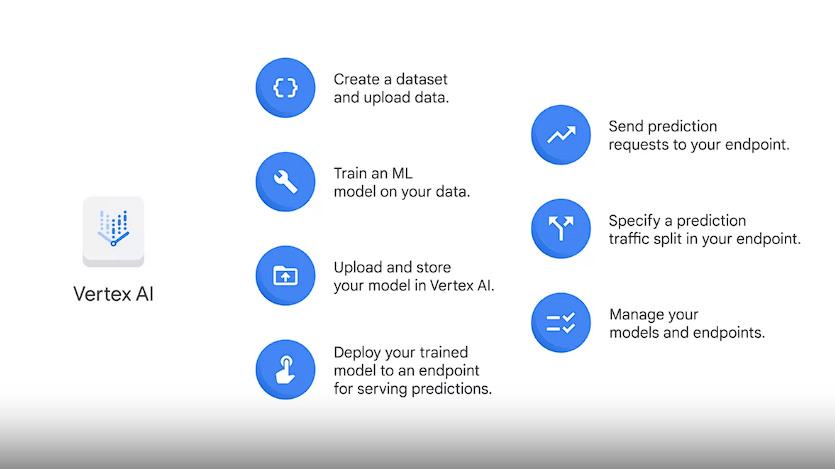 Vertex AI
Create a dataset
and upload data.
Train an ML
model on your data.
Upload and store
your model in Vertex AI.
Deploy your trained
model to an endpoint
for serving predictions.
Send prediction
requests to your endpoint.
Specify a prediction
traffic split in your endpoint.
Manage your
models and endpoints.